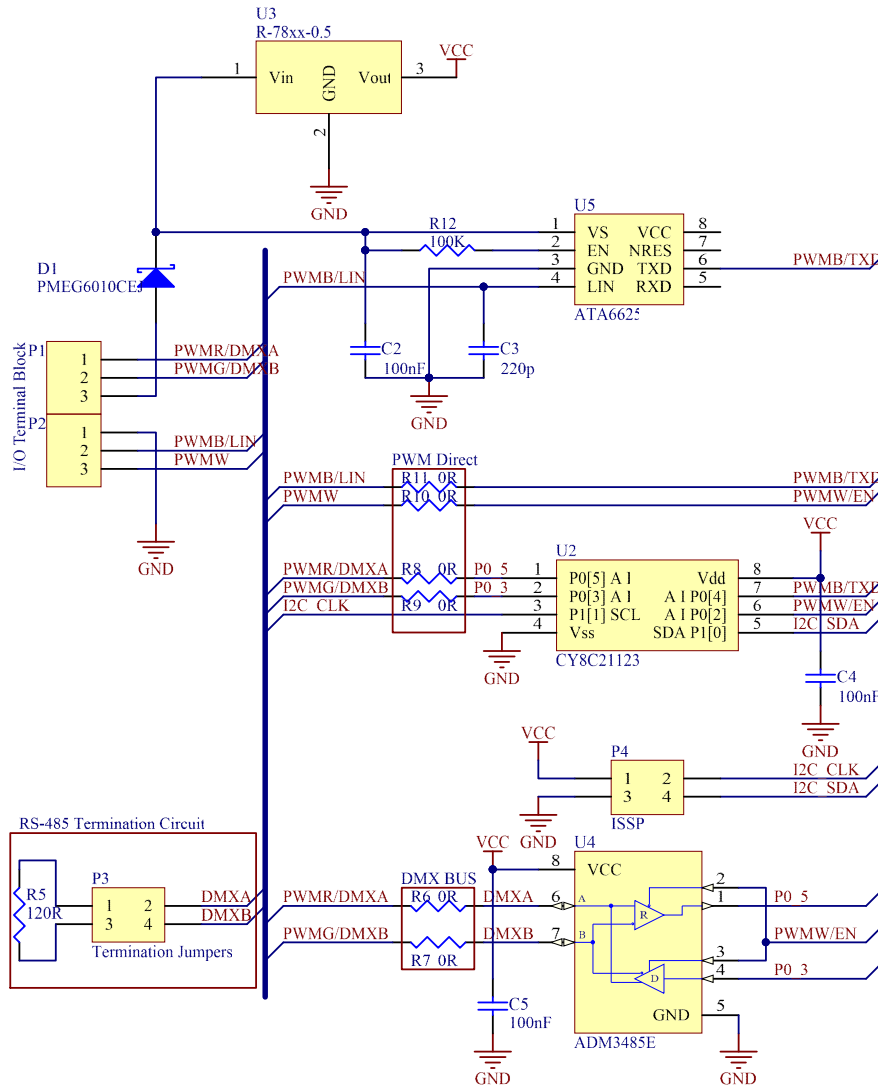 U3
R-78xx-0.5
1 Vin GND Vout 3 VCC
2
GND
U5
R12
100K
1 VS VCC 8
2 EN NRES 7
3 GND TXD 6 PWMB/TXD
4 LIN RXD 5
ATA6625
PWMB/LIN
D1
PMEG6010CEJ
C2
100nF
C3
220p
GND
I/O Terminal Block
P1
1 PWMR/DMXA
2 PWMG/DMXB
3
P2
1
2 PWMB/LIN
3 PWMW
GND
PWM Direct
PWMB/LIN R11 0R PWMB/TXD
PWMW R10 0R PWMW/EN
VCC
U2
PWMR/DMXA R8 0R P0_5 1 P0[5] A I Vdd 8
PWMG/DMXB R9 0R P0_3 2 P0[3] A I A I P0[4] 7 PWMB/TXD
I2C_CLK 3 P1[1] SCL A I P0[2] 6 PWMW/EN
4 Vss SDA P1[0] 5 I2C_SDA
CY8C21123
GND
C4
100nF
GND
VCC
P4
1 2 I2C_CLK
3 4 I2C_SDA
ISSP
GND
RS-485 Termination Circuit
R5
120R
P3
1 2 DMXA
3 4 DMXB
Termination Jumpers
VCC
U4
8 VCC
DMX BUS
PWMR/DMXA R6 0R DMXA 6 A
PWMG/DMXB R7 0R DMXB 7 B
R
D
2
1 P0_5
PWMW/EN
3
4 P0_3
GND 5
ADM3485E
C5
100nF
GND
GND